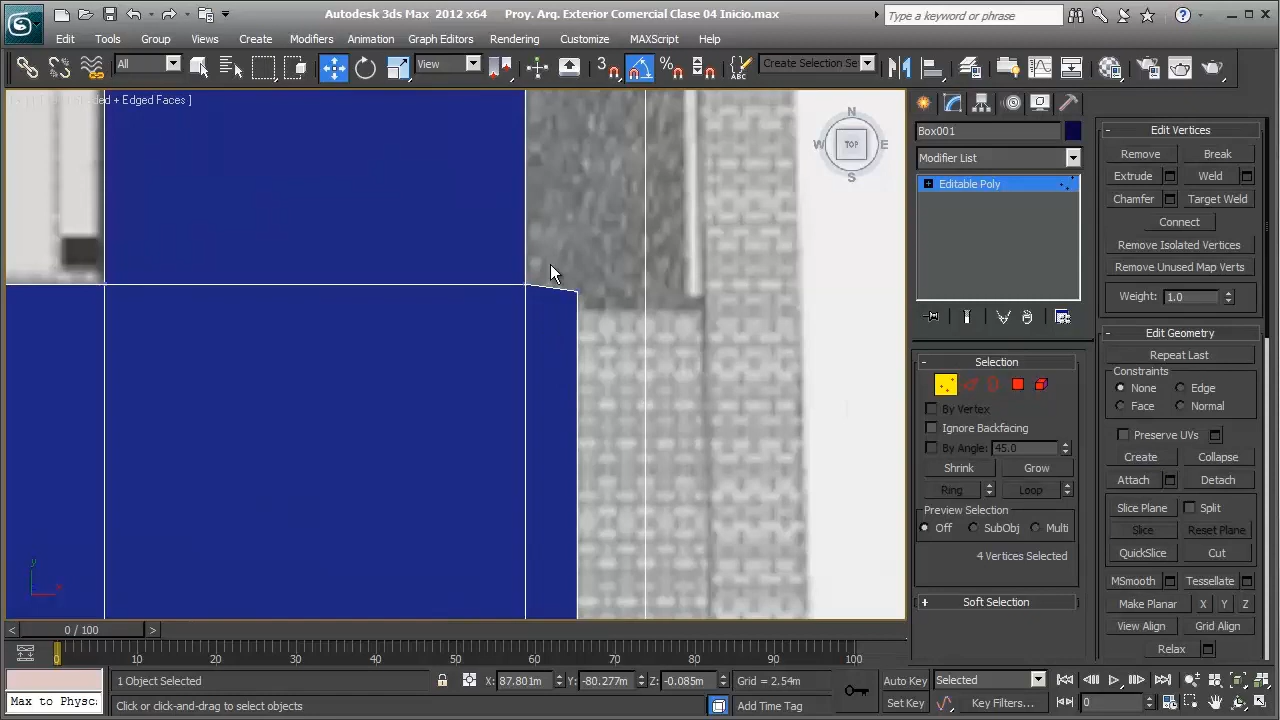 Autodesk 3ds Max 2012 x64 Proy. Arq. Exterior Comercial Clase 04 Inicio.max
Type a keyword or phrase
Edit Tools Group Views Create Modifiers Animation Graph Editors Rendering Customize MAXScript Help
All View Create Selection Se
+ Edged Faces ]
N
W TOP E
S
Box001
Modifier List
Editable Poly
Selection
By Vertex
Ignore Backfacing
By Angle: 45.0
Shrink Grow
Ring Loop
Preview Selection
Off SubObj Multi
4 Vertices Selected
Soft Selection
Edit Vertices
Remove Break
Extrude Weld
Chamfer Target Weld
Connect
Remove Isolated Vertices
Remove Unused Map Verts
Weight: 1.0
Edit Geometry
Repeat Last
Constraints
None Edge
Face Normal
Preserve UVs
Create Collapse
Attach Detach
Slice Plane Split
Slice Reset Plane
QuickSlice Cut
MSmooth Tessellate
Make Planar X Y Z
View Align Grid Align
Relax
y
0 / 100
0 10 20 30 40 50 60 70 80 90 100
1 Object Selected X: 87.801m Y: -80.277m Z: -0.085m Grid = 2.54m Auto Key Selected
Max to Physc Click or click-and-drag to select objects Add Time Tag Set Key Key Filters... 0